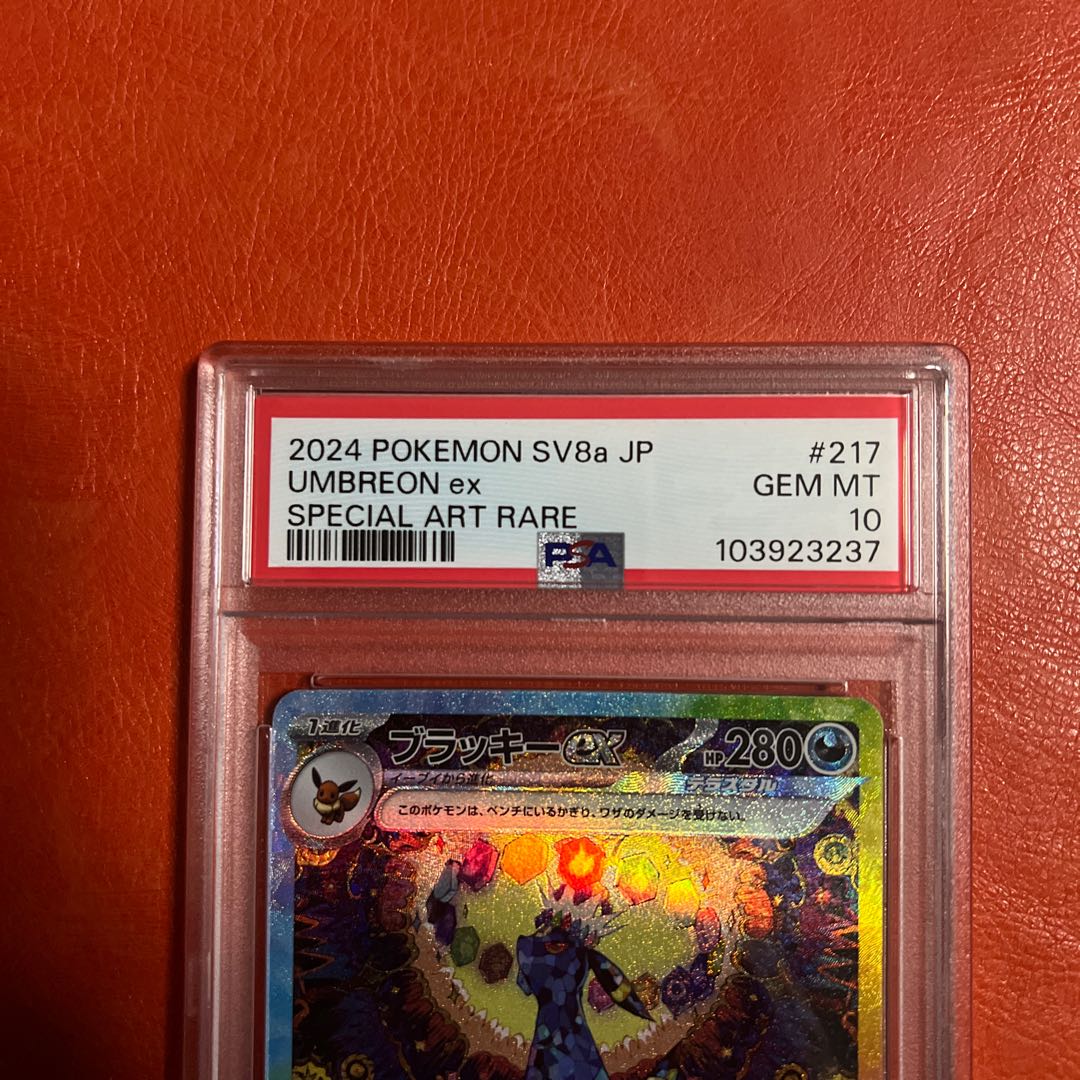 2024 POKEMON SV8a JP #217
UMBREON ex GEM MT
SPECIAL ART RARE 10
PSA 103923237
1進化 ブラッキーex HP280
イーブイから進化 テラスタル
このポケモンは、ベンチにいるかぎり、ワザのダメージを受けない。